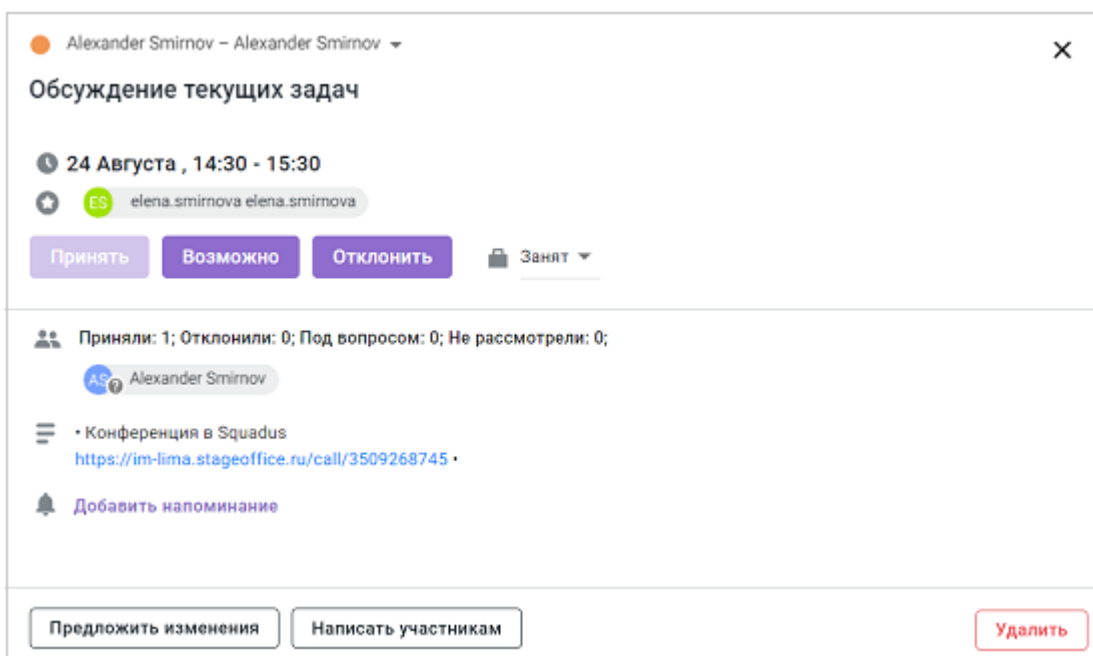 Alexander Smirnov – Alexander Smirnov
Обсуждение текущих задач
24 Августа , 14:30 - 15:30
ES elena.smirnova elena.smirnova
Принять Возможно Отклонить Занят
Приняли: 1; Отклонили: 0; Под вопросом: 0; Не рассмотрели: 0;
AS ? Alexander Smirnov
• Конференция в Squadus
https://im-lima.stageoffice.ru/call/3509268745 •
Добавить напоминание
Предложить изменения Написать участникам Удалить